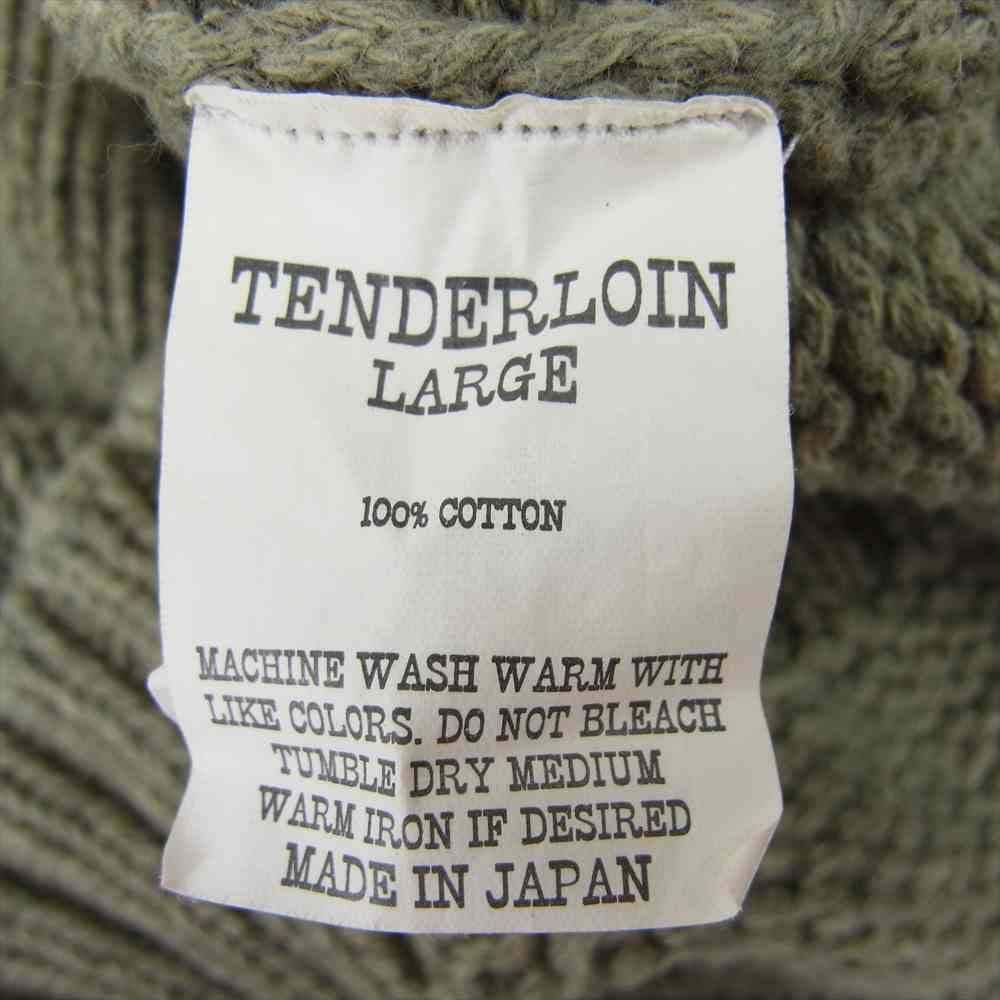 TENDERLOIN
LARGE
100% COTTON
MACHINE WASH WARM WITH
LIKE COLORS. DO NOT BLEACH
TUMBLE DRY MEDIUM
WARM IRON IF DESIRED
MADE IN JAPAN